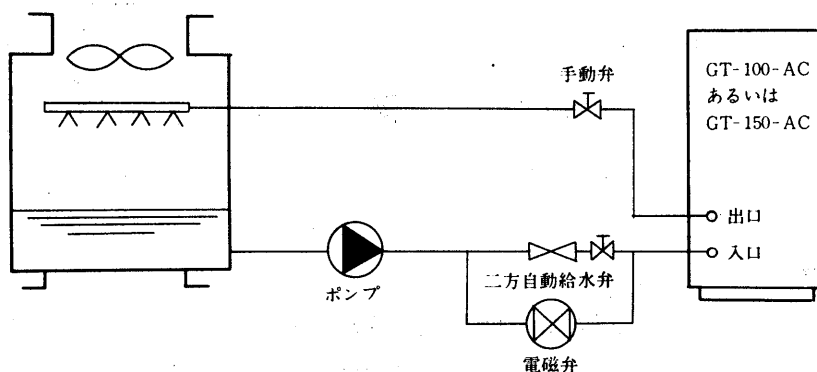 手動弁
GT-100-AC
あるいは
GT-150-AC
出口
入口
ポンプ
二方自動給水弁
電磁弁